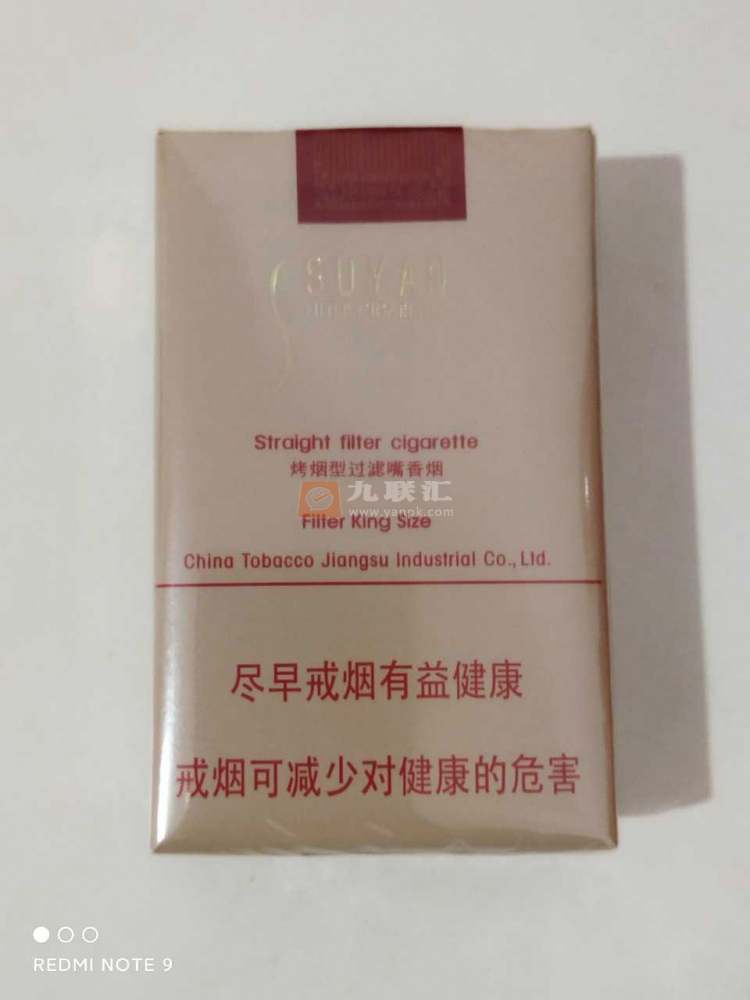 SUYAN
Straight filter cigarette
烤烟型过滤嘴香烟
九联汇
www.yanpk.com
Filter King Size
China Tobacco Jiangsu Industrial Co., Ltd.
尽早戒烟有益健康
戒烟可减少对健康的危害
REDMI NOTE 9